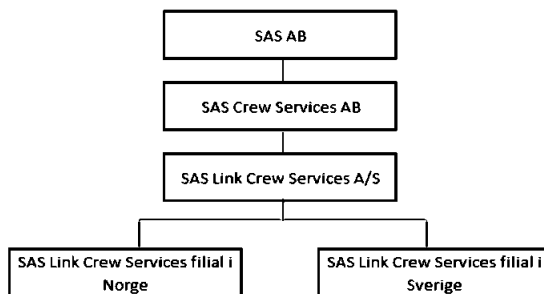 SAS AB
SAS Crew Services AB
SAS Link Crew Services A/S
SAS Link Crew Services filial i
Norge
SAS Link Crew Services filial i
Sverige